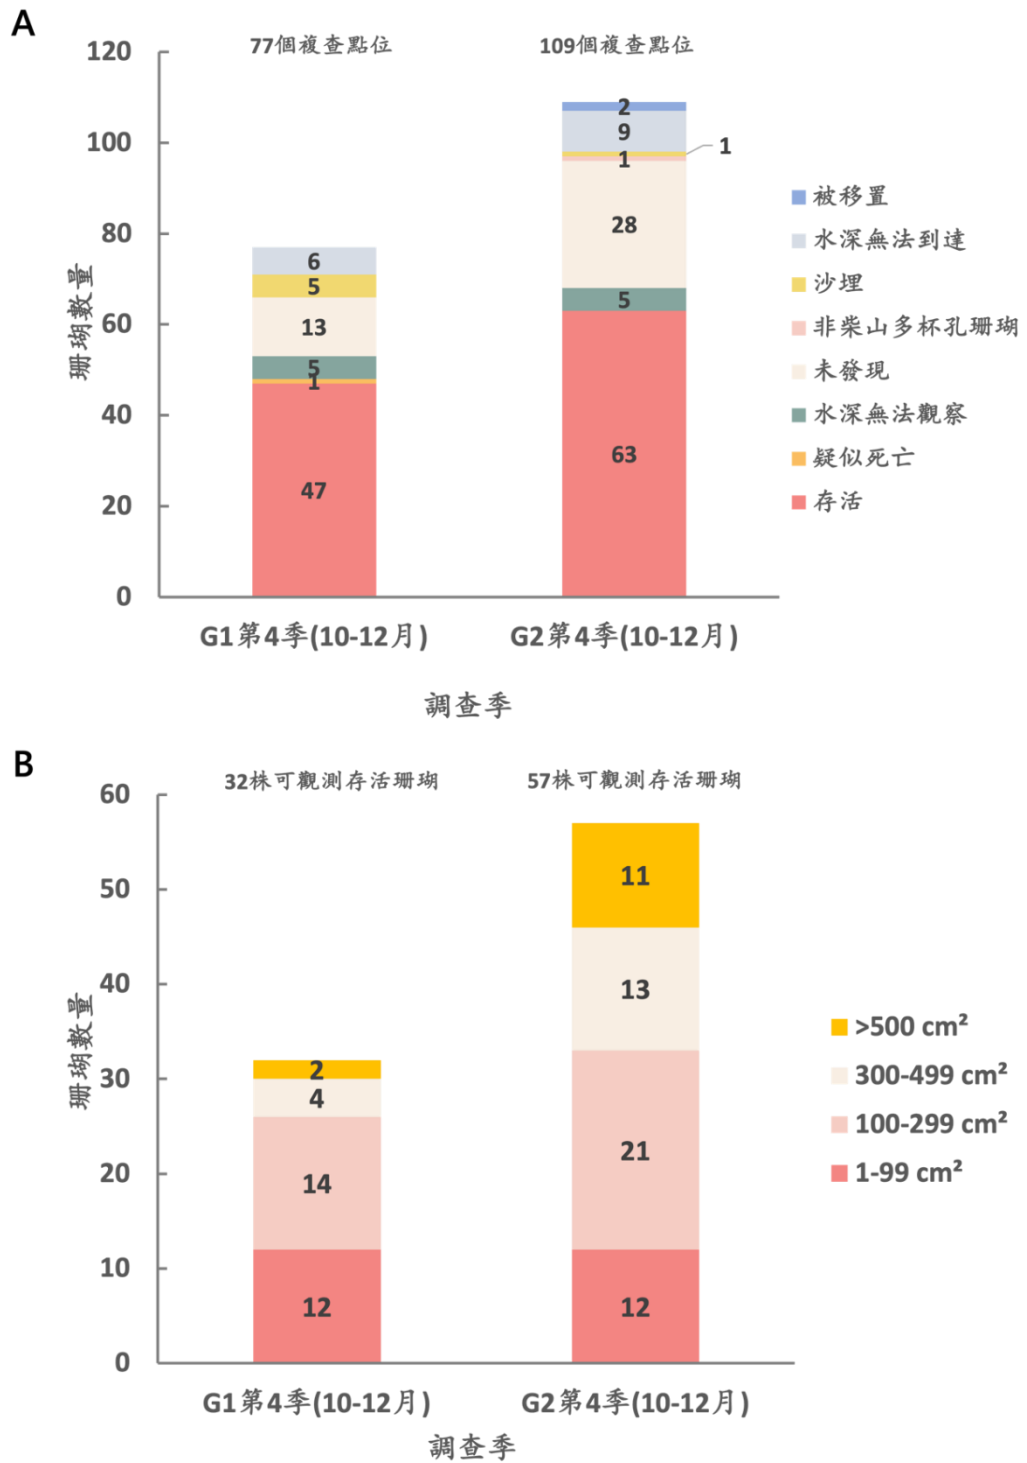 A
77個複查點位
109個複查點位
120
100
80
60
40
20
0
珊瑚數量
6
5
13
5
1
47
2
9
1
1
28
5
63
被移置
水深無法到達
沙埋
非柴山多杯孔珊瑚
未發現
水深無法觀察
疑似死亡
存活
G1第4季(10-12月)
G2第4季(10-12月)
調查季
B
32株可觀測存活珊瑚
57株可觀測存活珊瑚
60
50
40
30
20
10
0
珊瑚數量
2
4
14
12
11
13
21
12
>500 cm²
300-499 cm²
100-299 cm²
1-99 cm²
G1第4季(10-12月)
G2第4季(10-12月)
調查季